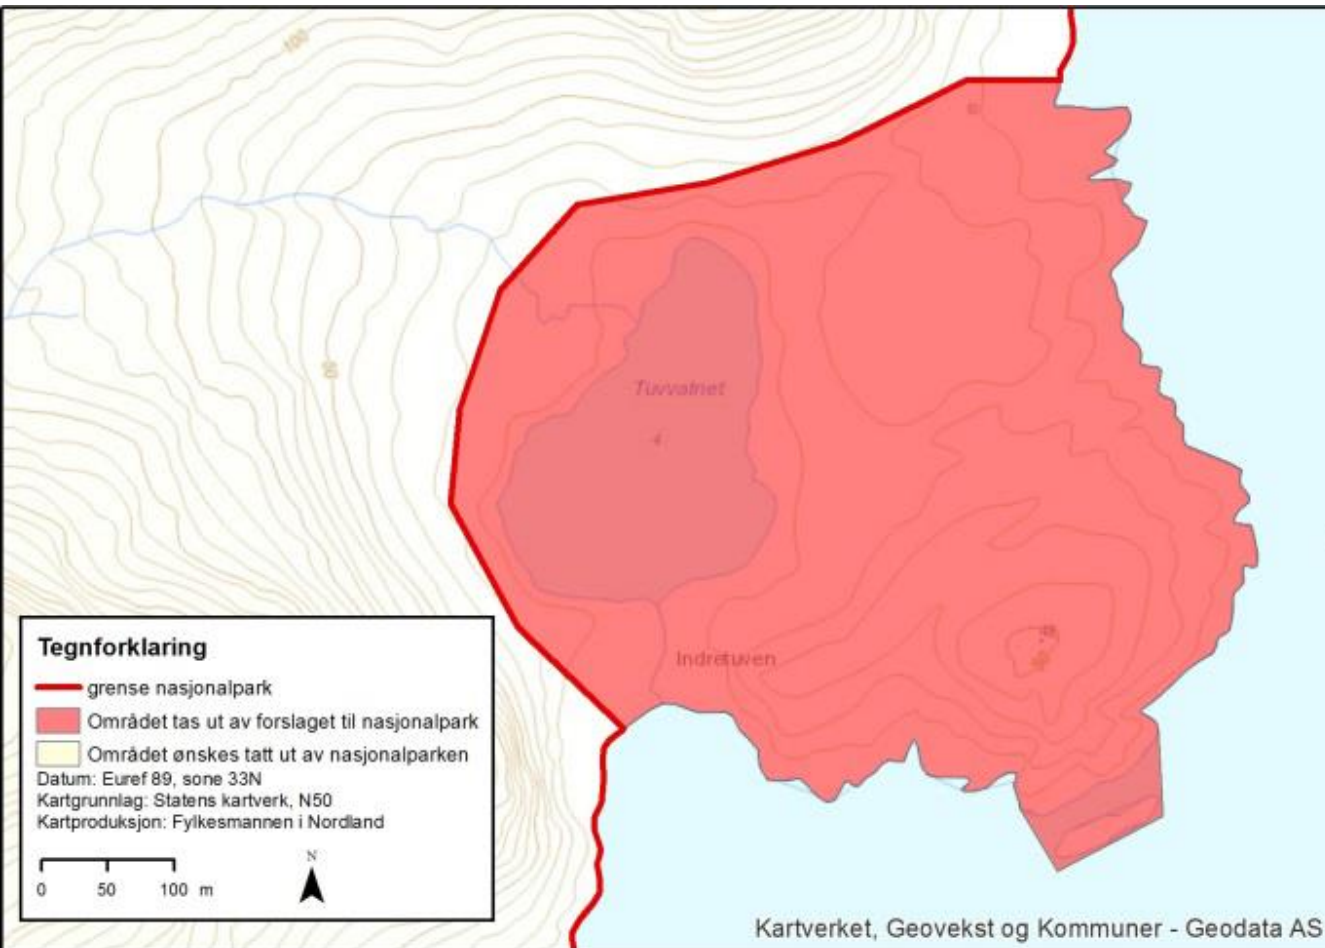 100
50
Tuvvatnet
4
Indretuven
Tegnforklaring
grense nasjonalpark
Området tas ut av forslaget til nasjonalpark
Området ønskes tatt ut av nasjonalparken
Datum: Euref 89, sone 33N
Kartgrunnlag: Statens kartverk, N50
Kartproduksjon: Fylkesmannen i Nordland
N
0 50 100 m
Kartverket, Geovekst og Kommuner - Geodata AS